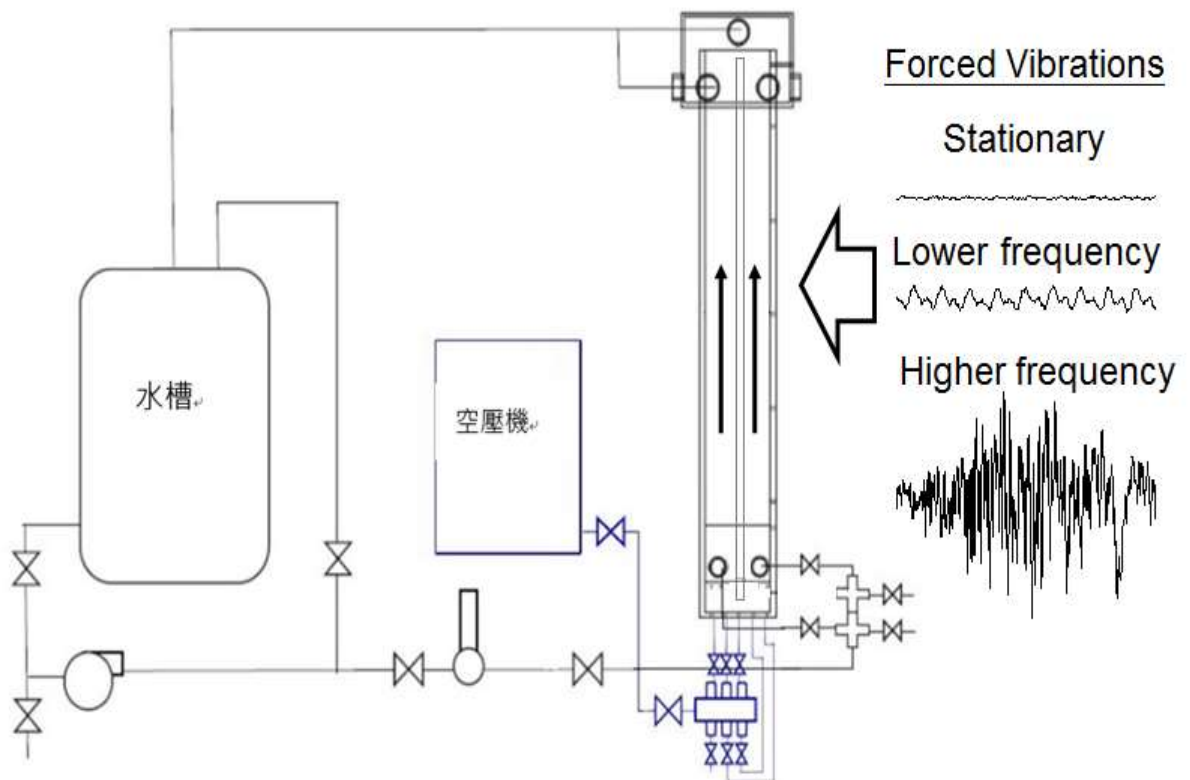 Forced Vibrations
Stationary
Lower frequency
Higher frequency
水槽
空壓機